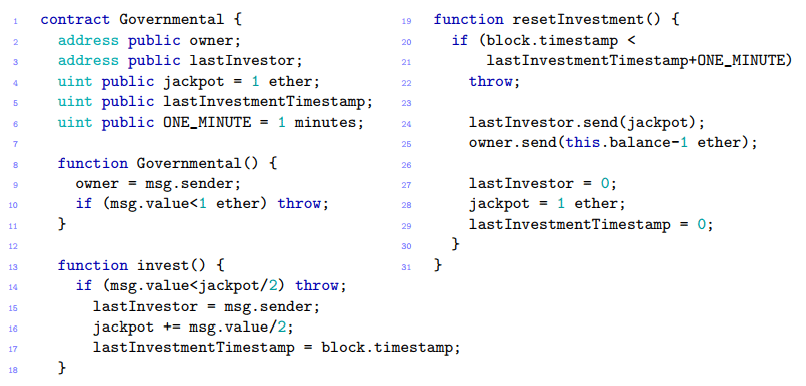 1 contract Governmental {
2 address public owner;
3 address public lastInvestor;
4 uint public jackpot = 1 ether;
5 uint public lastInvestmentTimestamp;
6 uint public ONE_MINUTE = 1 minutes;
7
8 function Governmental() {
9 owner = msg.sender;
10 if (msg.value<1 ether) throw;
11 }
12
13 function invest() {
14 if (msg.value<jackpot/2) throw;
15 lastInvestor = msg.sender;
16 jackpot += msg.value/2;
17 lastInvestmentTimestamp = block.timestamp;
18 }
19 function resetInvestment() {
20 if (block.timestamp <
21 lastInvestmentTimestamp+ONE_MINUTE)
22 throw;
23
24 lastInvestor.send(jackpot);
25 owner.send(this.balance-1 ether);
26
27 lastInvestor = 0;
28 jackpot = 1 ether;
29 lastInvestmentTimestamp = 0;
30 }
31 }